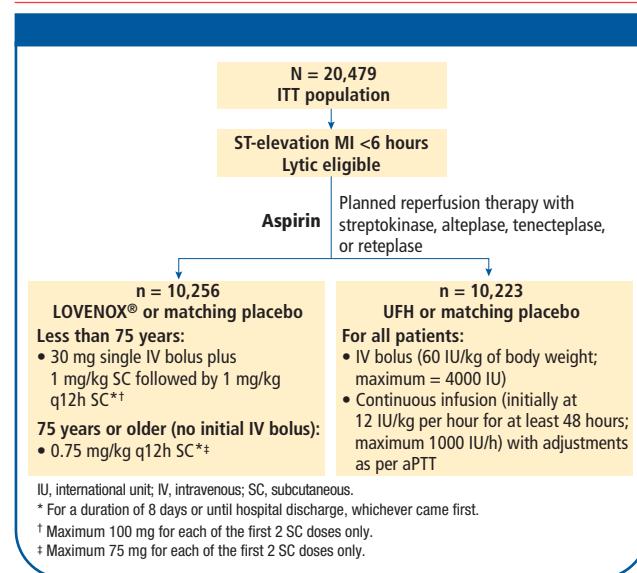 N = 20,479
ITT population
ST-elevation MI <6 hours
Lytic eligible
Aspirin
Planned reperfusion therapy with
streptokinase, alteplase, tenecteplase,
or reteplase
n = 10,256
LOVENOX® or matching placebo
Less than 75 years:
• 30 mg single IV bolus plus
1 mg/kg SC followed by 1 mg/kg
q12h SC*†
75 years or older (no initial IV bolus):
• 0.75 mg/kg q12h SC*‡
n = 10,223
UFH or matching placebo
For all patients:
• IV bolus (60 IU/kg of body weight;
maximum = 4000 IU)
• Continuous infusion (initially at
12 IU/kg per hour for at least 48 hours;
maximum 1000 IU/h) with adjustments
as per aPTT
IU, international unit; IV, intravenous; SC, subcutaneous.
* For a duration of 8 days or until hospital discharge, whichever came first.
† Maximum 100 mg for each of the first 2 SC doses only.
‡ Maximum 75 mg for each of the first 2 SC doses only.